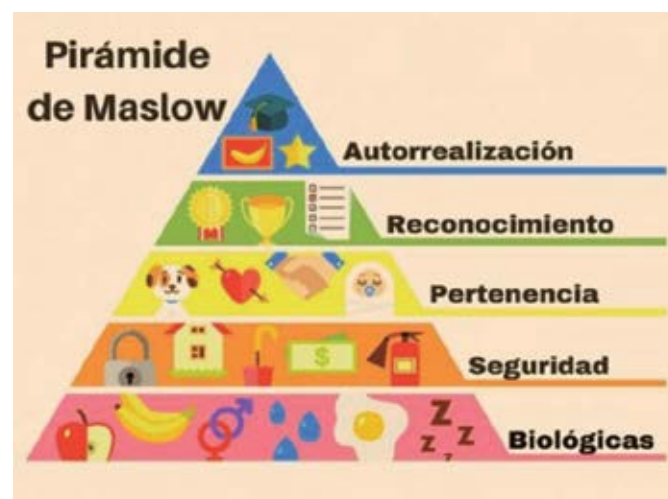 Pirámide
de Maslow
Autorrealización
Reconocimiento
Pertenencia
$
Seguridad
Z
Z Z
Z
Biológicas